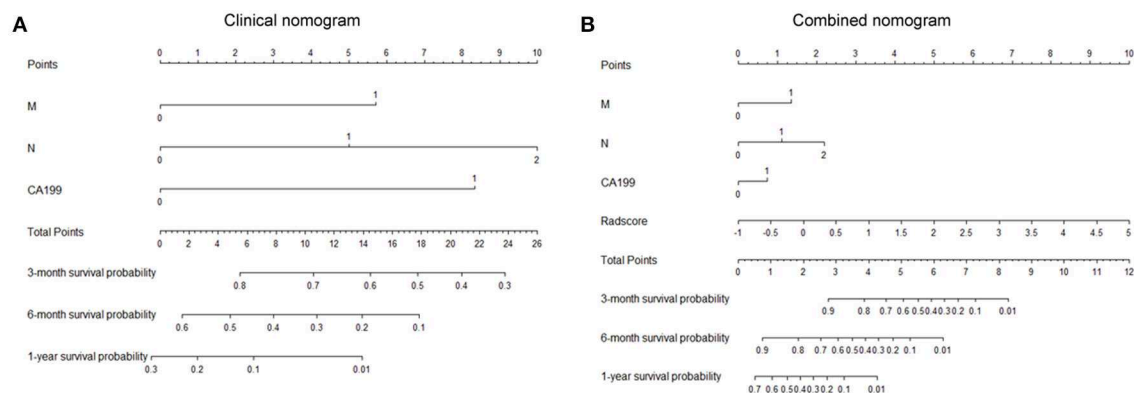 A
Clinical nomogram
0 1 2 3 4 5 6 7 8 9 10
Points
1
M
0
1
N
0 2
1
CA199
0
Total Points
0 2 4 6 8 10 12 14 16 18 20 22 24 26
3-month survival probability
0.8 0.7 0.6 0.5 0.4 0.3
6-month survival probability
0.6 0.5 0.4 0.3 0.2 0.1
1-year survival probability
0.3 0.2 0.1 0.01
B
Combined nomogram
0 1 2 3 4 5 6 7 8 9 10
Points
1
M
0
1
N
0 2
1
CA199
0
Radscore
-1 -0.5 0 0.5 1 1.5 2 2.5 3 3.5 4 4.5 5
Total Points
0 1 2 3 4 5 6 7 8 9 10 11 12
3-month survival probability
0.9 0.8 0.7 0.6 0.5 0.4 0.3 0.2 0.1 0.01
6-month survival probability
0.9 0.8 0.7 0.6 0.5 0.4 0.3 0.2 0.1 0.01
1-year survival probability
0.7 0.6 0.5 0.4 0.3 0.2 0.1 0.01